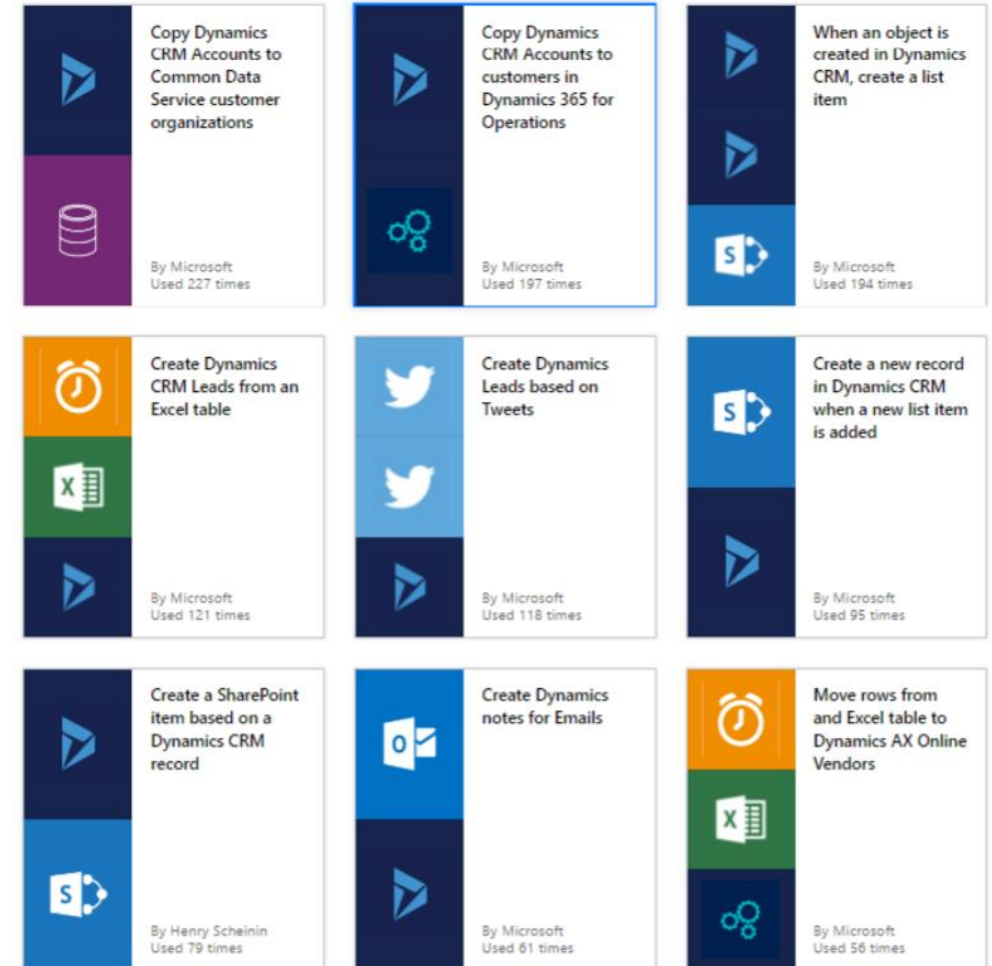 Copy Dynamics
CRM Accounts to
Common Data
Service customer
organizations
By Microsoft
Used 227 times
Copy Dynamics
CRM Accounts to
customers in
Dynamics 365 for
Operations
By Microsoft
Used 197 times
When an object is
created in Dynamics
CRM, create a list
item
S
By Microsoft
Used 194 times
Create Dynamics
CRM Leads from an
Excel table
X
By Microsoft
Used 121 times
Create Dynamics
Leads based on
Tweets
By Microsoft
Used 118 times
S
Create a new record
in Dynamics CRM
when a new list item
is added
By Microsoft
Used 95 times
Create a SharePoint
item based on a
Dynamics CRM
record
S
By Henry Scheinin
Used 79 times
O
Create Dynamics
notes for Emails
By Microsoft
Used 61 times
Move rows from
and Excel table to
Dynamics AX Online
Vendors
X
By Microsoft
Used 56 times